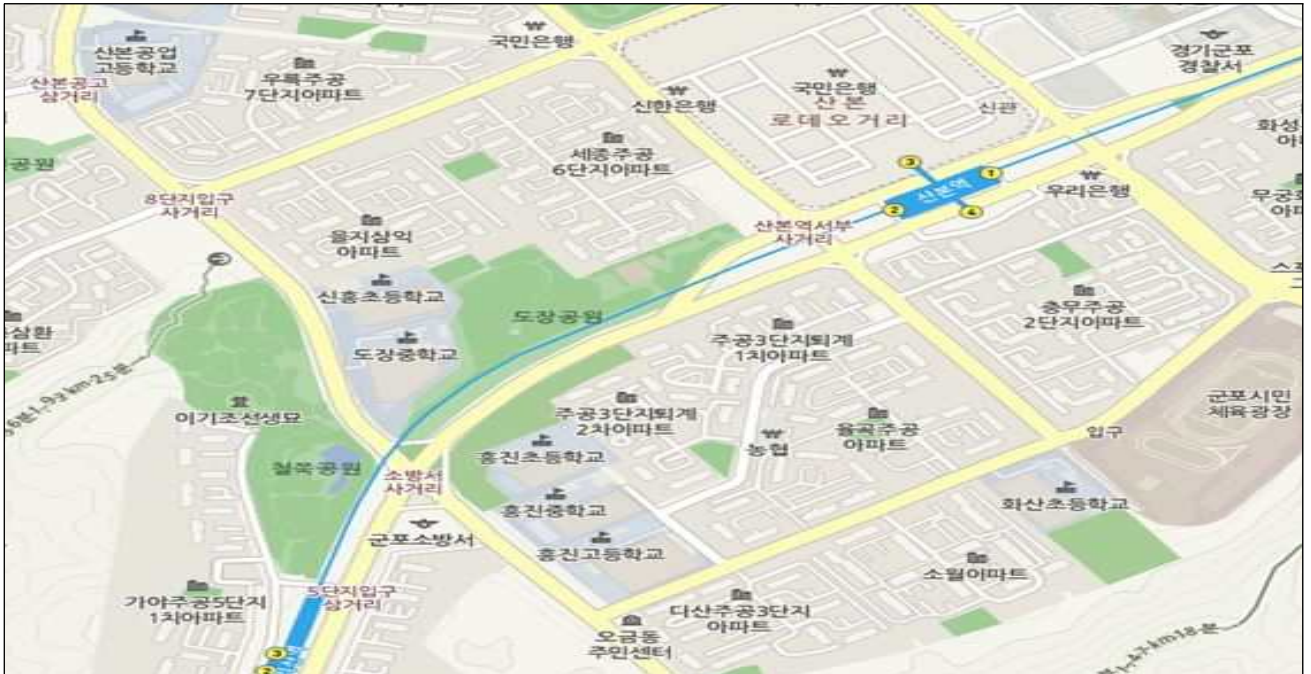 국민은행
경기군포
경찰서
산본공업
고등학교
우륵주공
7단지아파트
산본공고
삼거리
신한은행
국민은행
산 본
로데오거리
신관
화성
공원
세종주공
6단지아파트
3
1
산본역
2
4
우리은행
8단지입구
사거리
을지삼익
아파트
산본역서부
사거리
신흥초등학교
도장공원
충무주공
2단지아파트
삼환
파트
도장중학교
주공3단지퇴계
1차아파트
이기조선생묘
주공3단지퇴계
2차아파트
율곡주공
아파트
군포시민
체육광장
입구
농협
흥진초등학교
철쭉공원
소방서
사거리
흥진중학교
화산초등학교
군포소방서
흥진고등학교
소월아파트
가야주공5단지
1차아파트
5단지입구
삼거리
다산주공3단지
아파트
오금동
주민센터
3
2